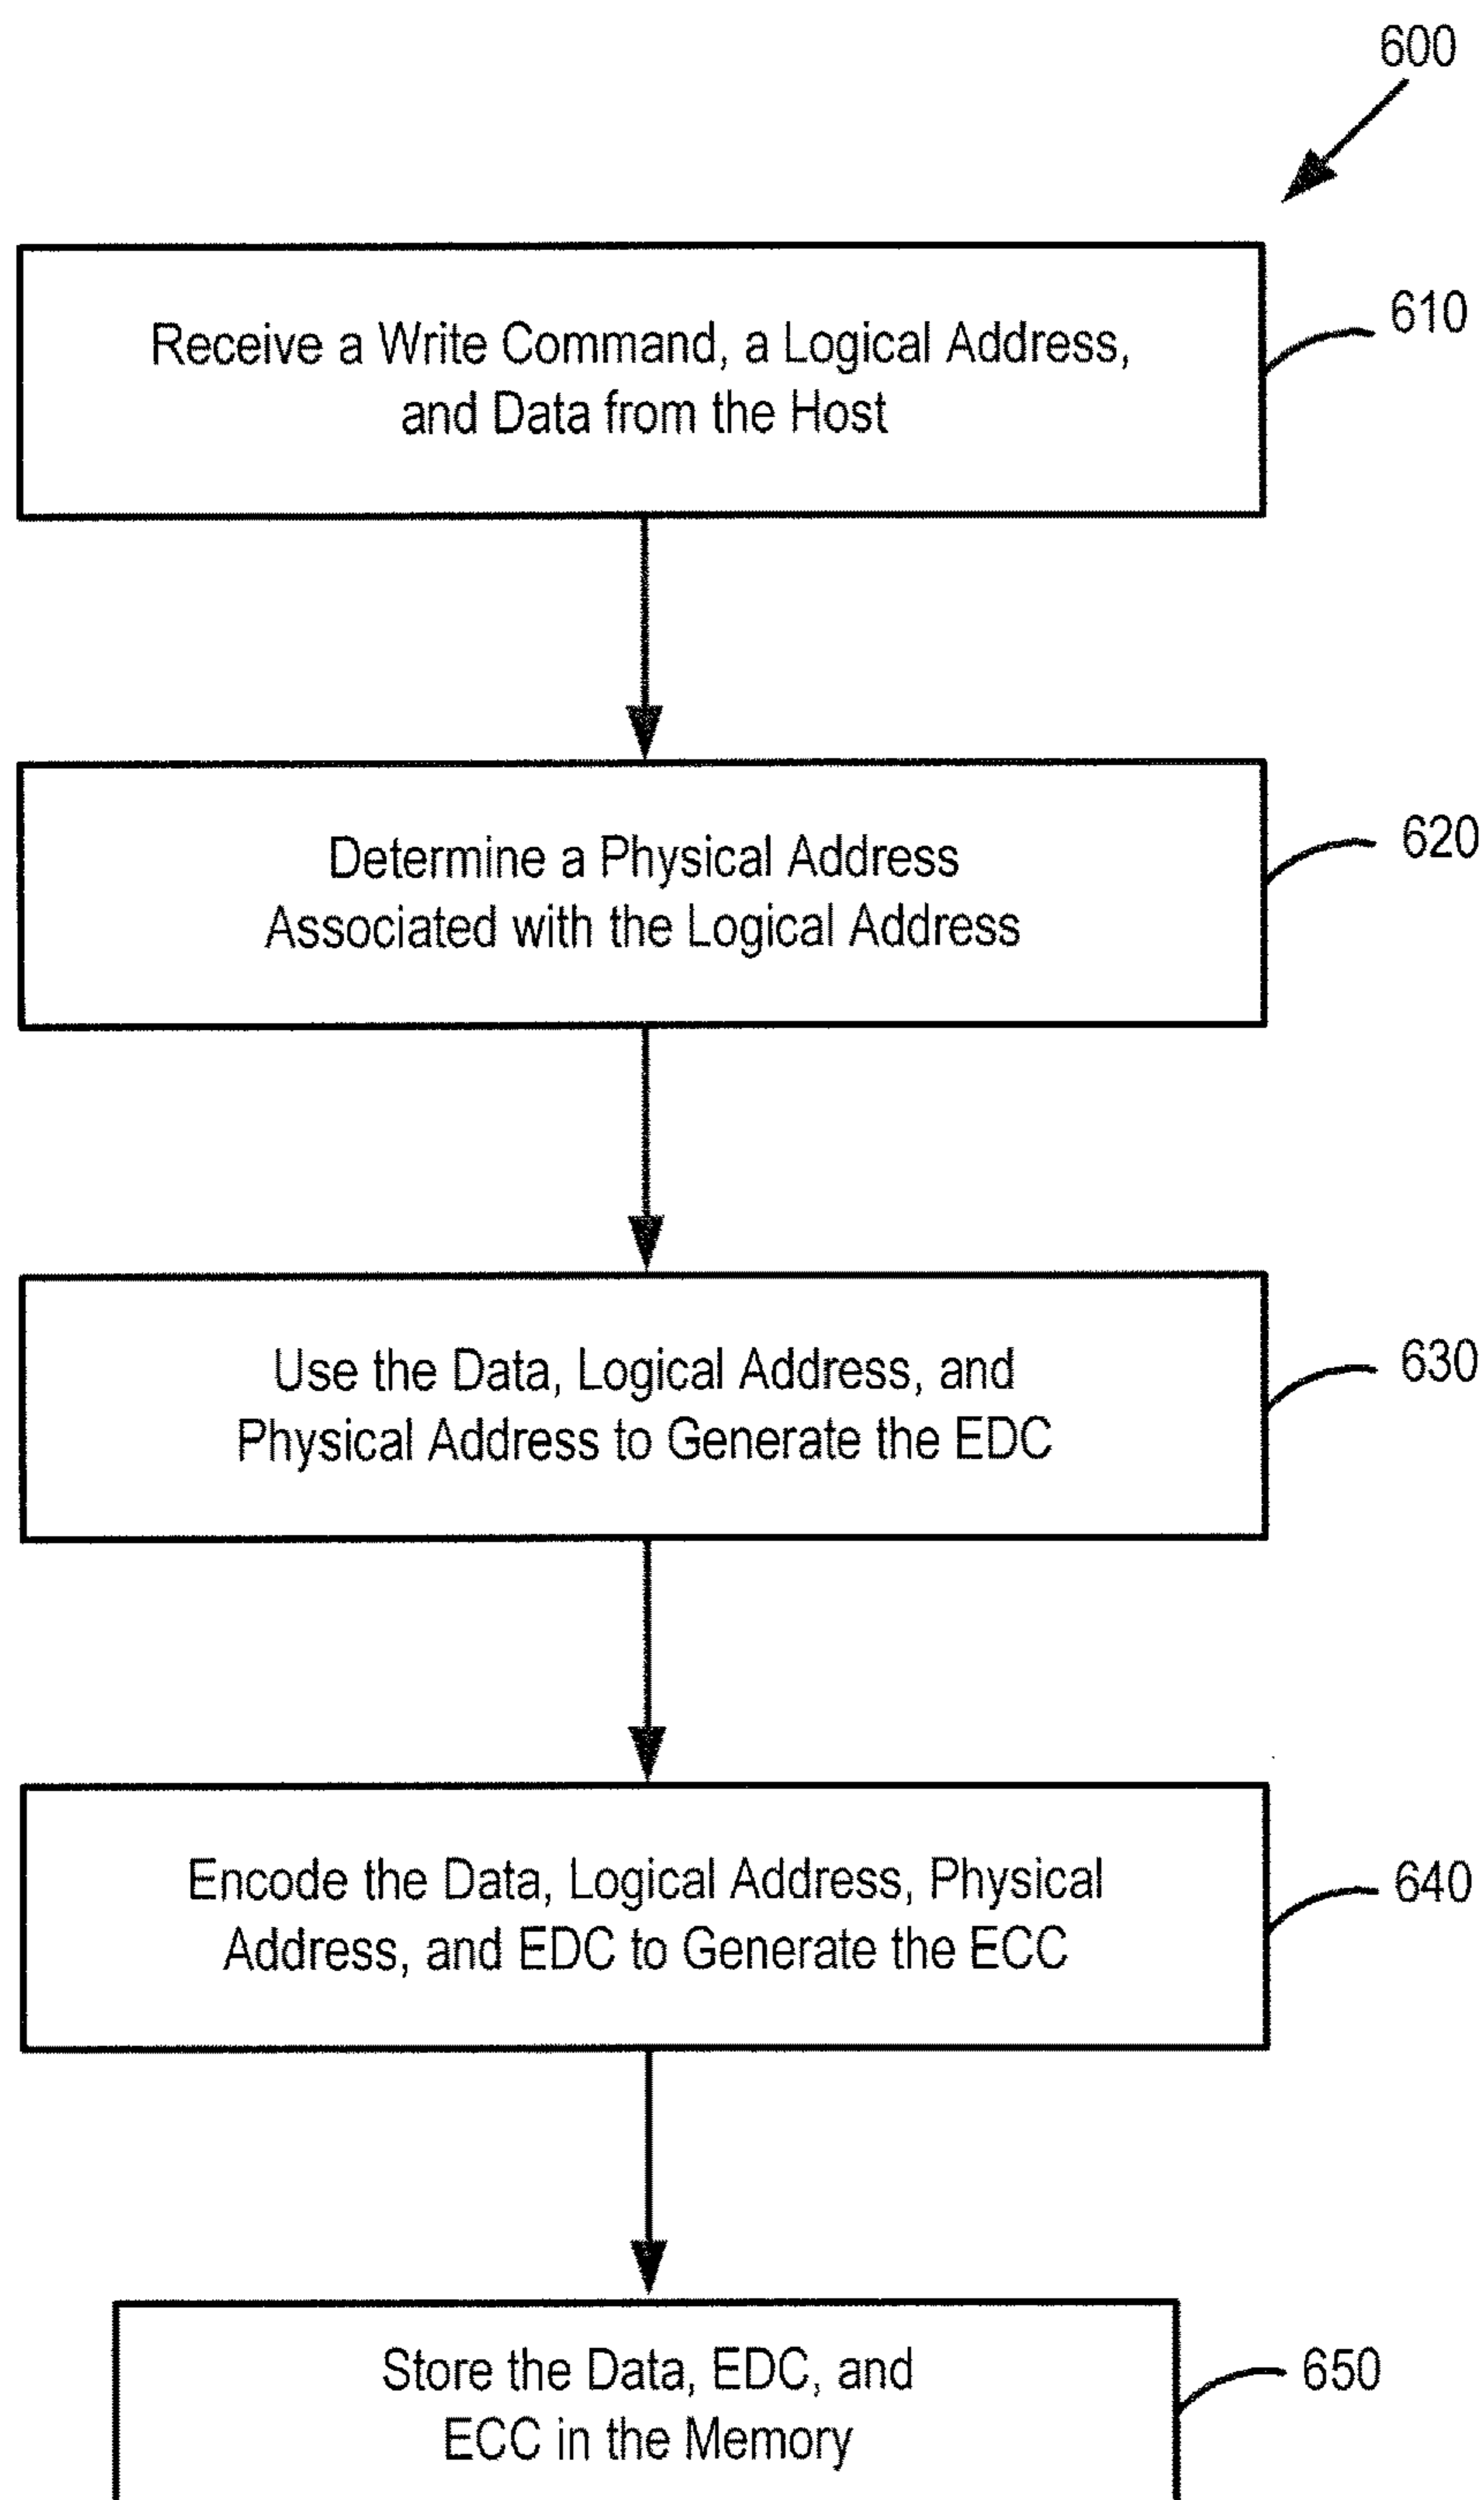 600
Receive a Write Command, a Logical Address,
and Data from the Host
610
Determine a Physical Address
Associated with the Logical Address
620
Use the Data, Logical Address, and
Physical Address to Generate the EDC
630
Encode the Data, Logical Address, Physical
Address, and EDC to Generate the ECC
640
Store the Data, EDC, and
ECC in the Memory
650